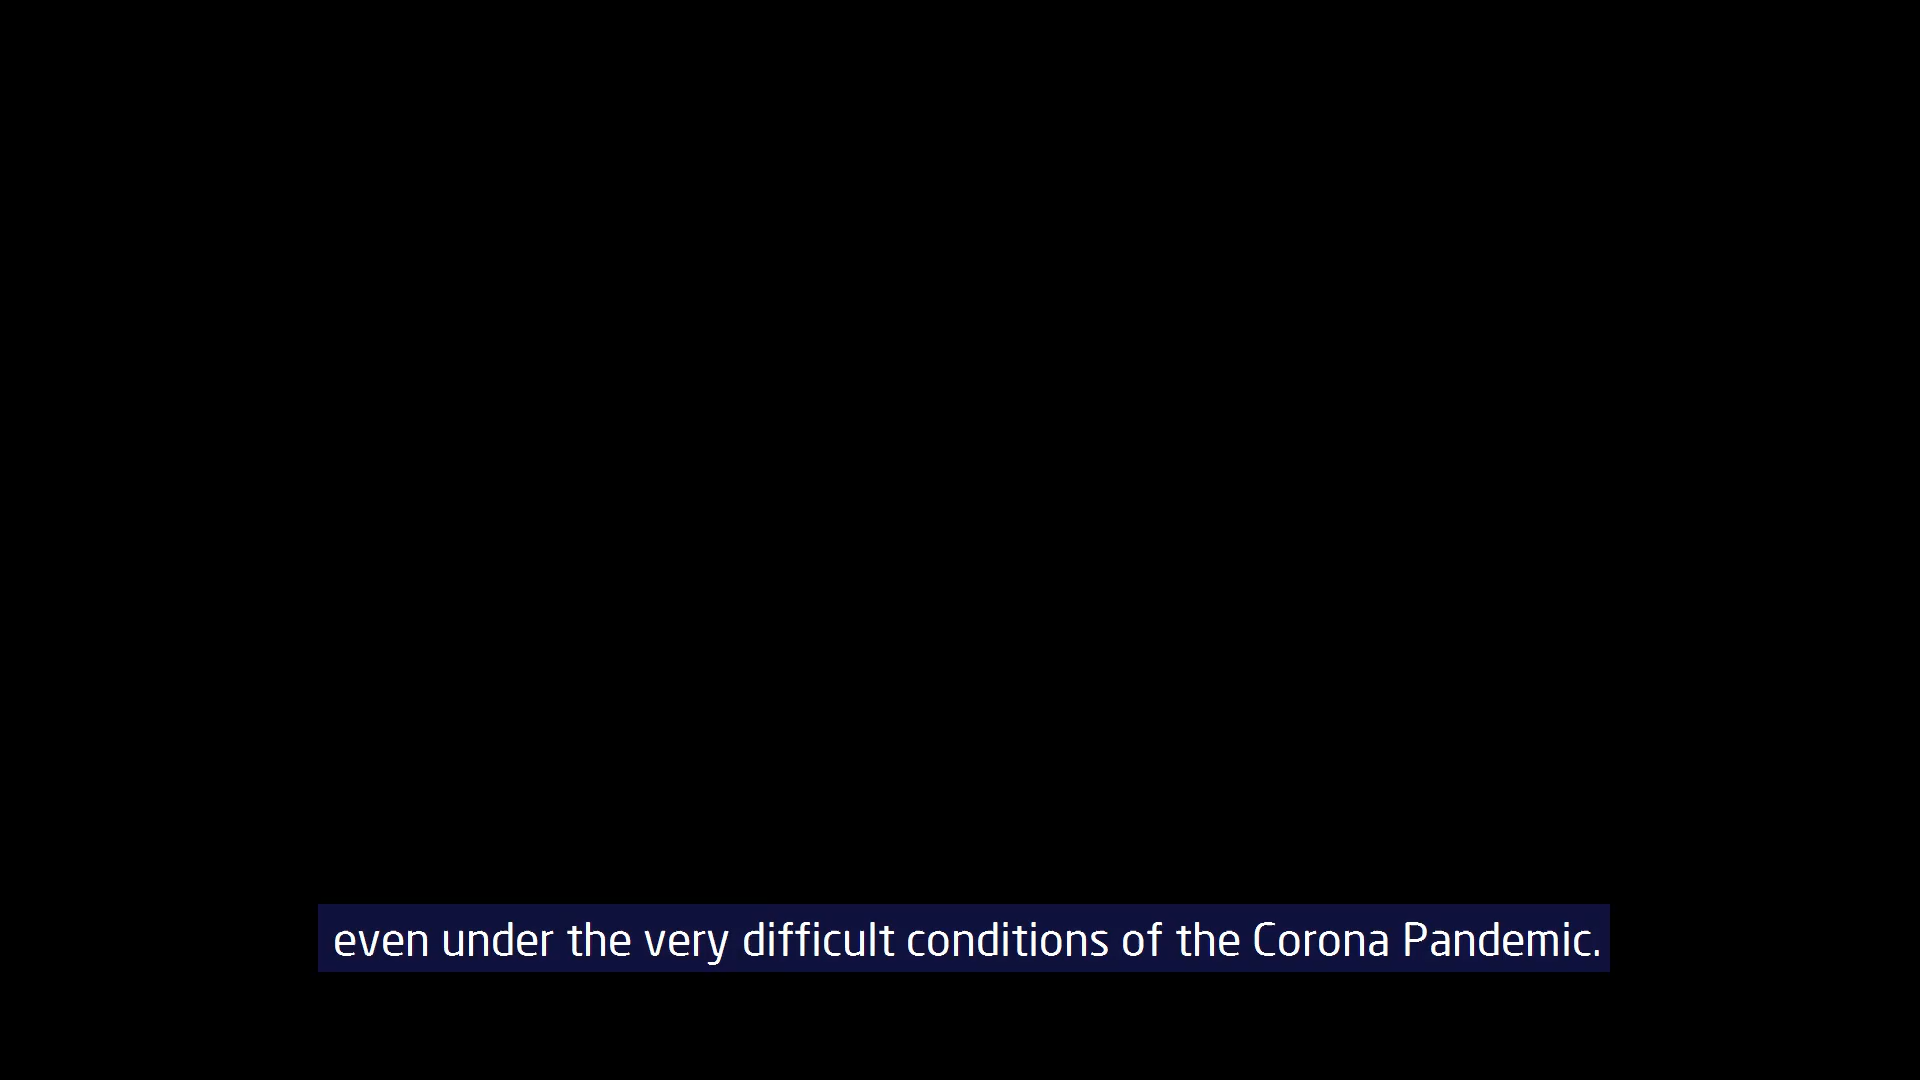 even under the very difficult conditions of the Corona Pandemic.